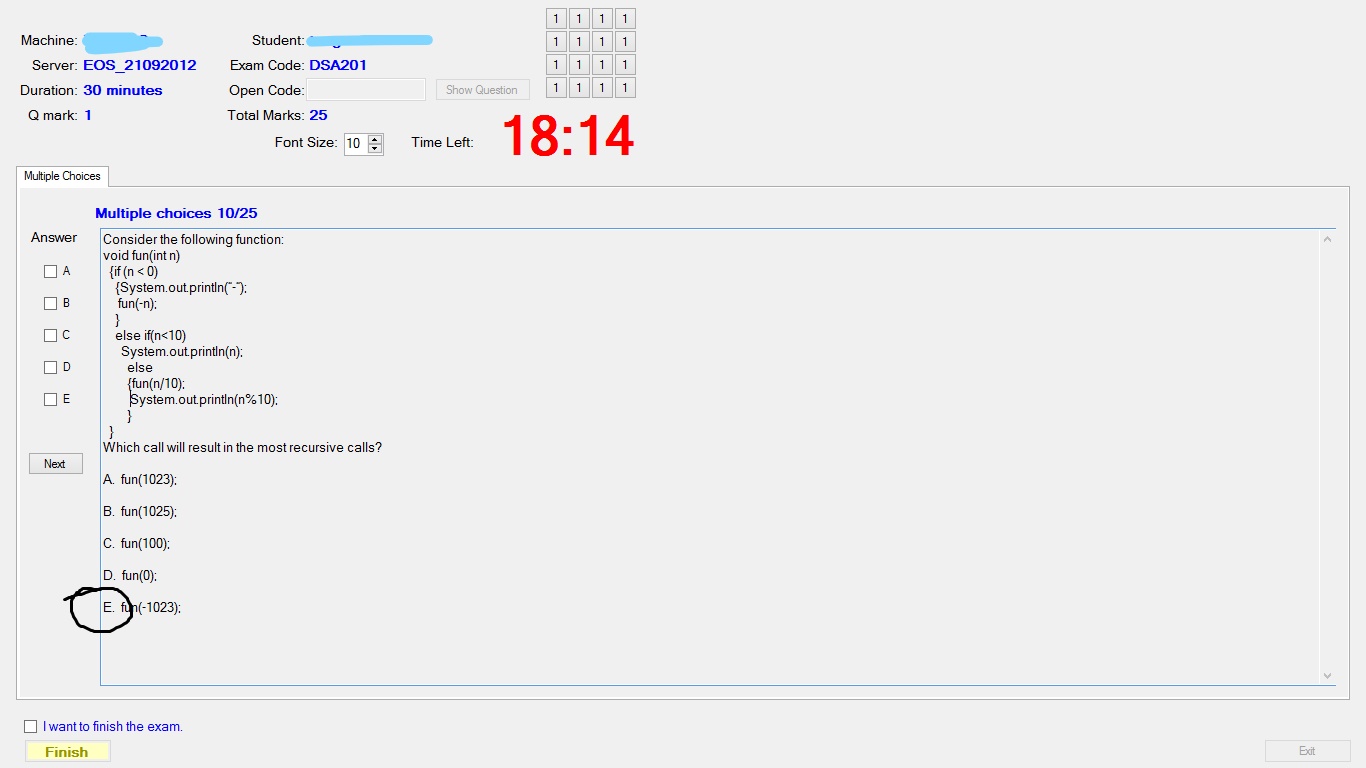 Machine:
Student:
Server: EOS_21092012
Exam Code: DSA201
Duration: 30 minutes
Open Code:
Show Question
Q mark: 1
Total Marks: 25
Font Size: 10
Time Left: 18:14
1 1 1 1
1 1 1 1
1 1 1 1
1 1 1 1
Multiple Choices
Multiple choices 10/25
Answer
A
B
C
D
E
Next
Consider the following function:
void fun(int n)
{if (n < 0)
{System.out.println("-");
fun(-n);
}
else if(n<10)
System.out.println(n);
else
{fun(n/10);
System.out.println(n%10);
}
}
Which call will result in the most recursive calls?
A. fun(1023);
B. fun(1025);
C. fun(100);
D. fun(0);
E. fun(-1023);
I want to finish the exam.
Finish
Exit